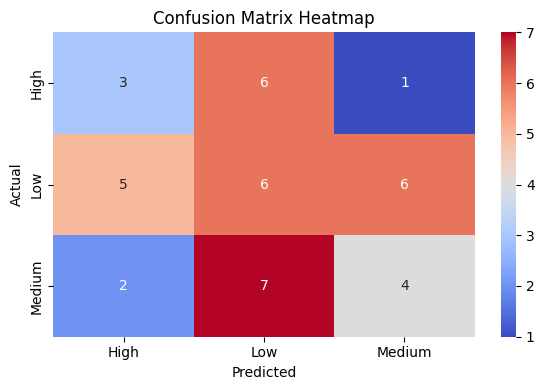 Confusion Matrix Heatmap
7
High 3 6 1
6
5
Actual Low 5 6 6
4
3
Medium 2 7 4
2
1
High Low Medium
Predicted